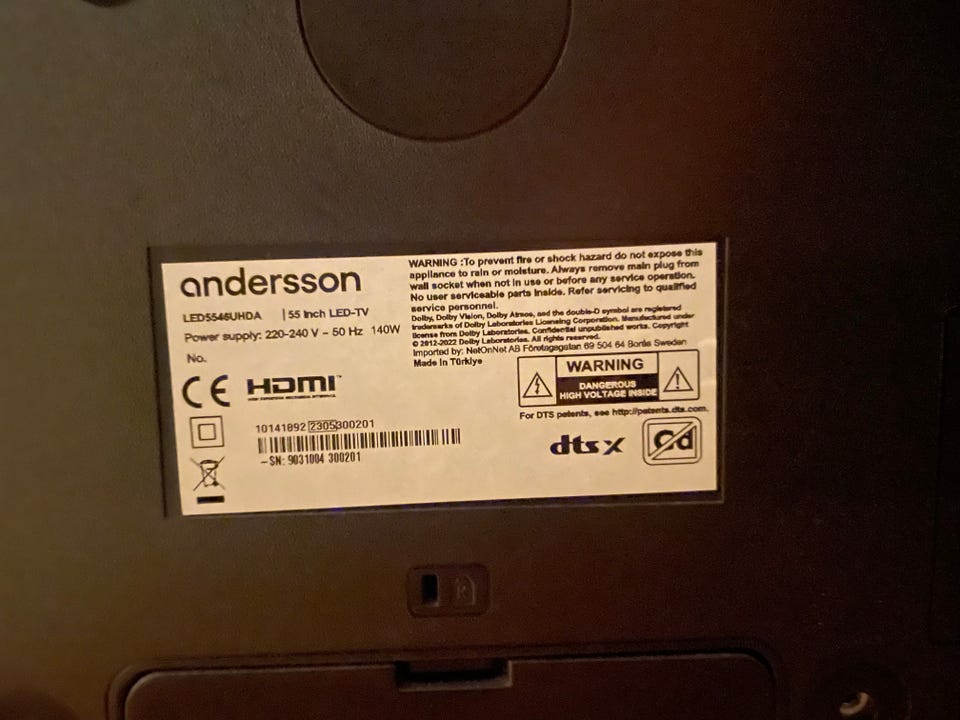 andersson
LED5546UHDA | 55 Inch LED-TV
Power supply: 220-240 V ~ 50 Hz 140W
No.
CE HDMI™
10141892 2305300201
-SN: 9031004 300201
WARNING :To prevent fire or shock hazard do not expose this
appliance to rain or moisture. Always remove main plug from
wall socket when not in use or before any service operation.
No user serviceable parts inside. Refer servicing to qualified
service personnel.
Dolby, Dolby Vision, Dolby Atmos, and the double-D symbol are registered
trademarks of Dolby Laboratories Licensing Corporation. Manufactured under
license from Dolby Laboratories. Confidential unpublished works. Copyright
© 2012-2022 Dolby Laboratories. All rights reserved.
Imported by: NetOnNet AB Företagsgatan 69 504 64 Borås Sweden
Made in Türkiye
WARNING
DANGEROUS
HIGH VOLTAGE INSIDE
For DTS patents, see http://patents.dts.com.
dts X Cd